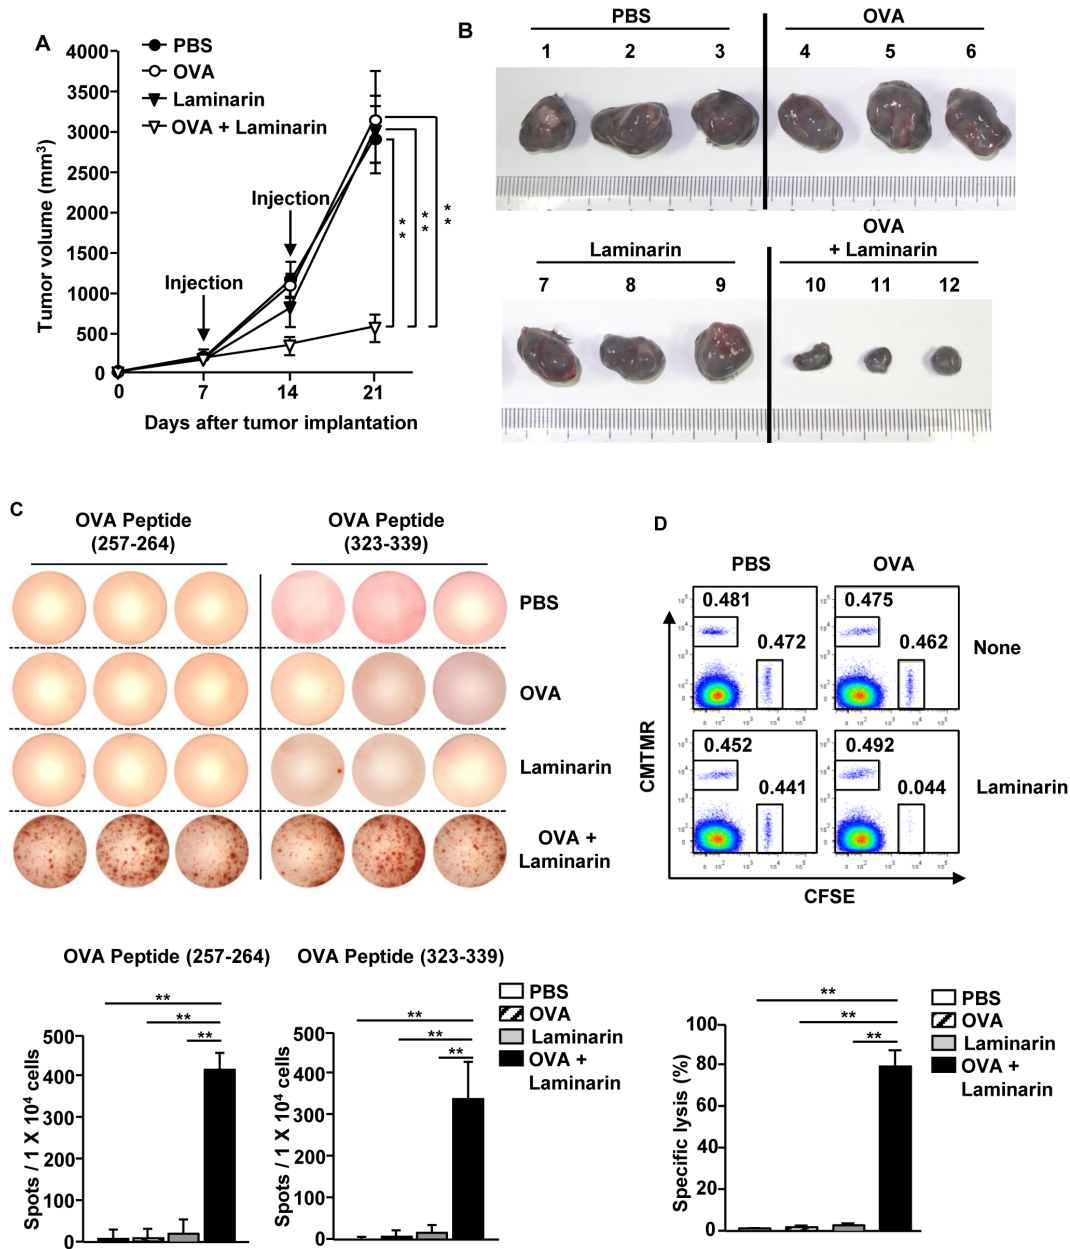 A
4000
3500
3000
2500
2000
1500
1000
500
0
Tumor volume (mm³)
PBS
OVA
Laminarin
OVA + Laminarin
Injection
Injection
**
**
**
0 7 14 21
Days after tumor implantation
B
PBS OVA
1 2 3 4 5 6
Laminarin
OVA
+ Laminarin
7 8 9 10 11 12
C
OVA Peptide
(257-264)
OVA Peptide
(323-339)
PBS
OVA
Laminarin
OVA +
Laminarin
D
PBS OVA
0.481 0.475
0.472 0.462
None
0.452 0.492
0.441 0.044
Laminarin
CMTMR
CFSE
OVA Peptide (257-264)
**
**
**
500
400
300
200
100
0
Spots / 1 X 10⁴ cells
OVA Peptide (323-339)
**
**
**
500
400
300
200
100
0
Spots / 1 X 10⁴ cells
PBS
OVA
Laminarin
OVA +
Laminarin
**
**
**
100
80
60
40
20
0
Specific lysis (%)
PBS
OVA
Laminarin
OVA +
Laminarin